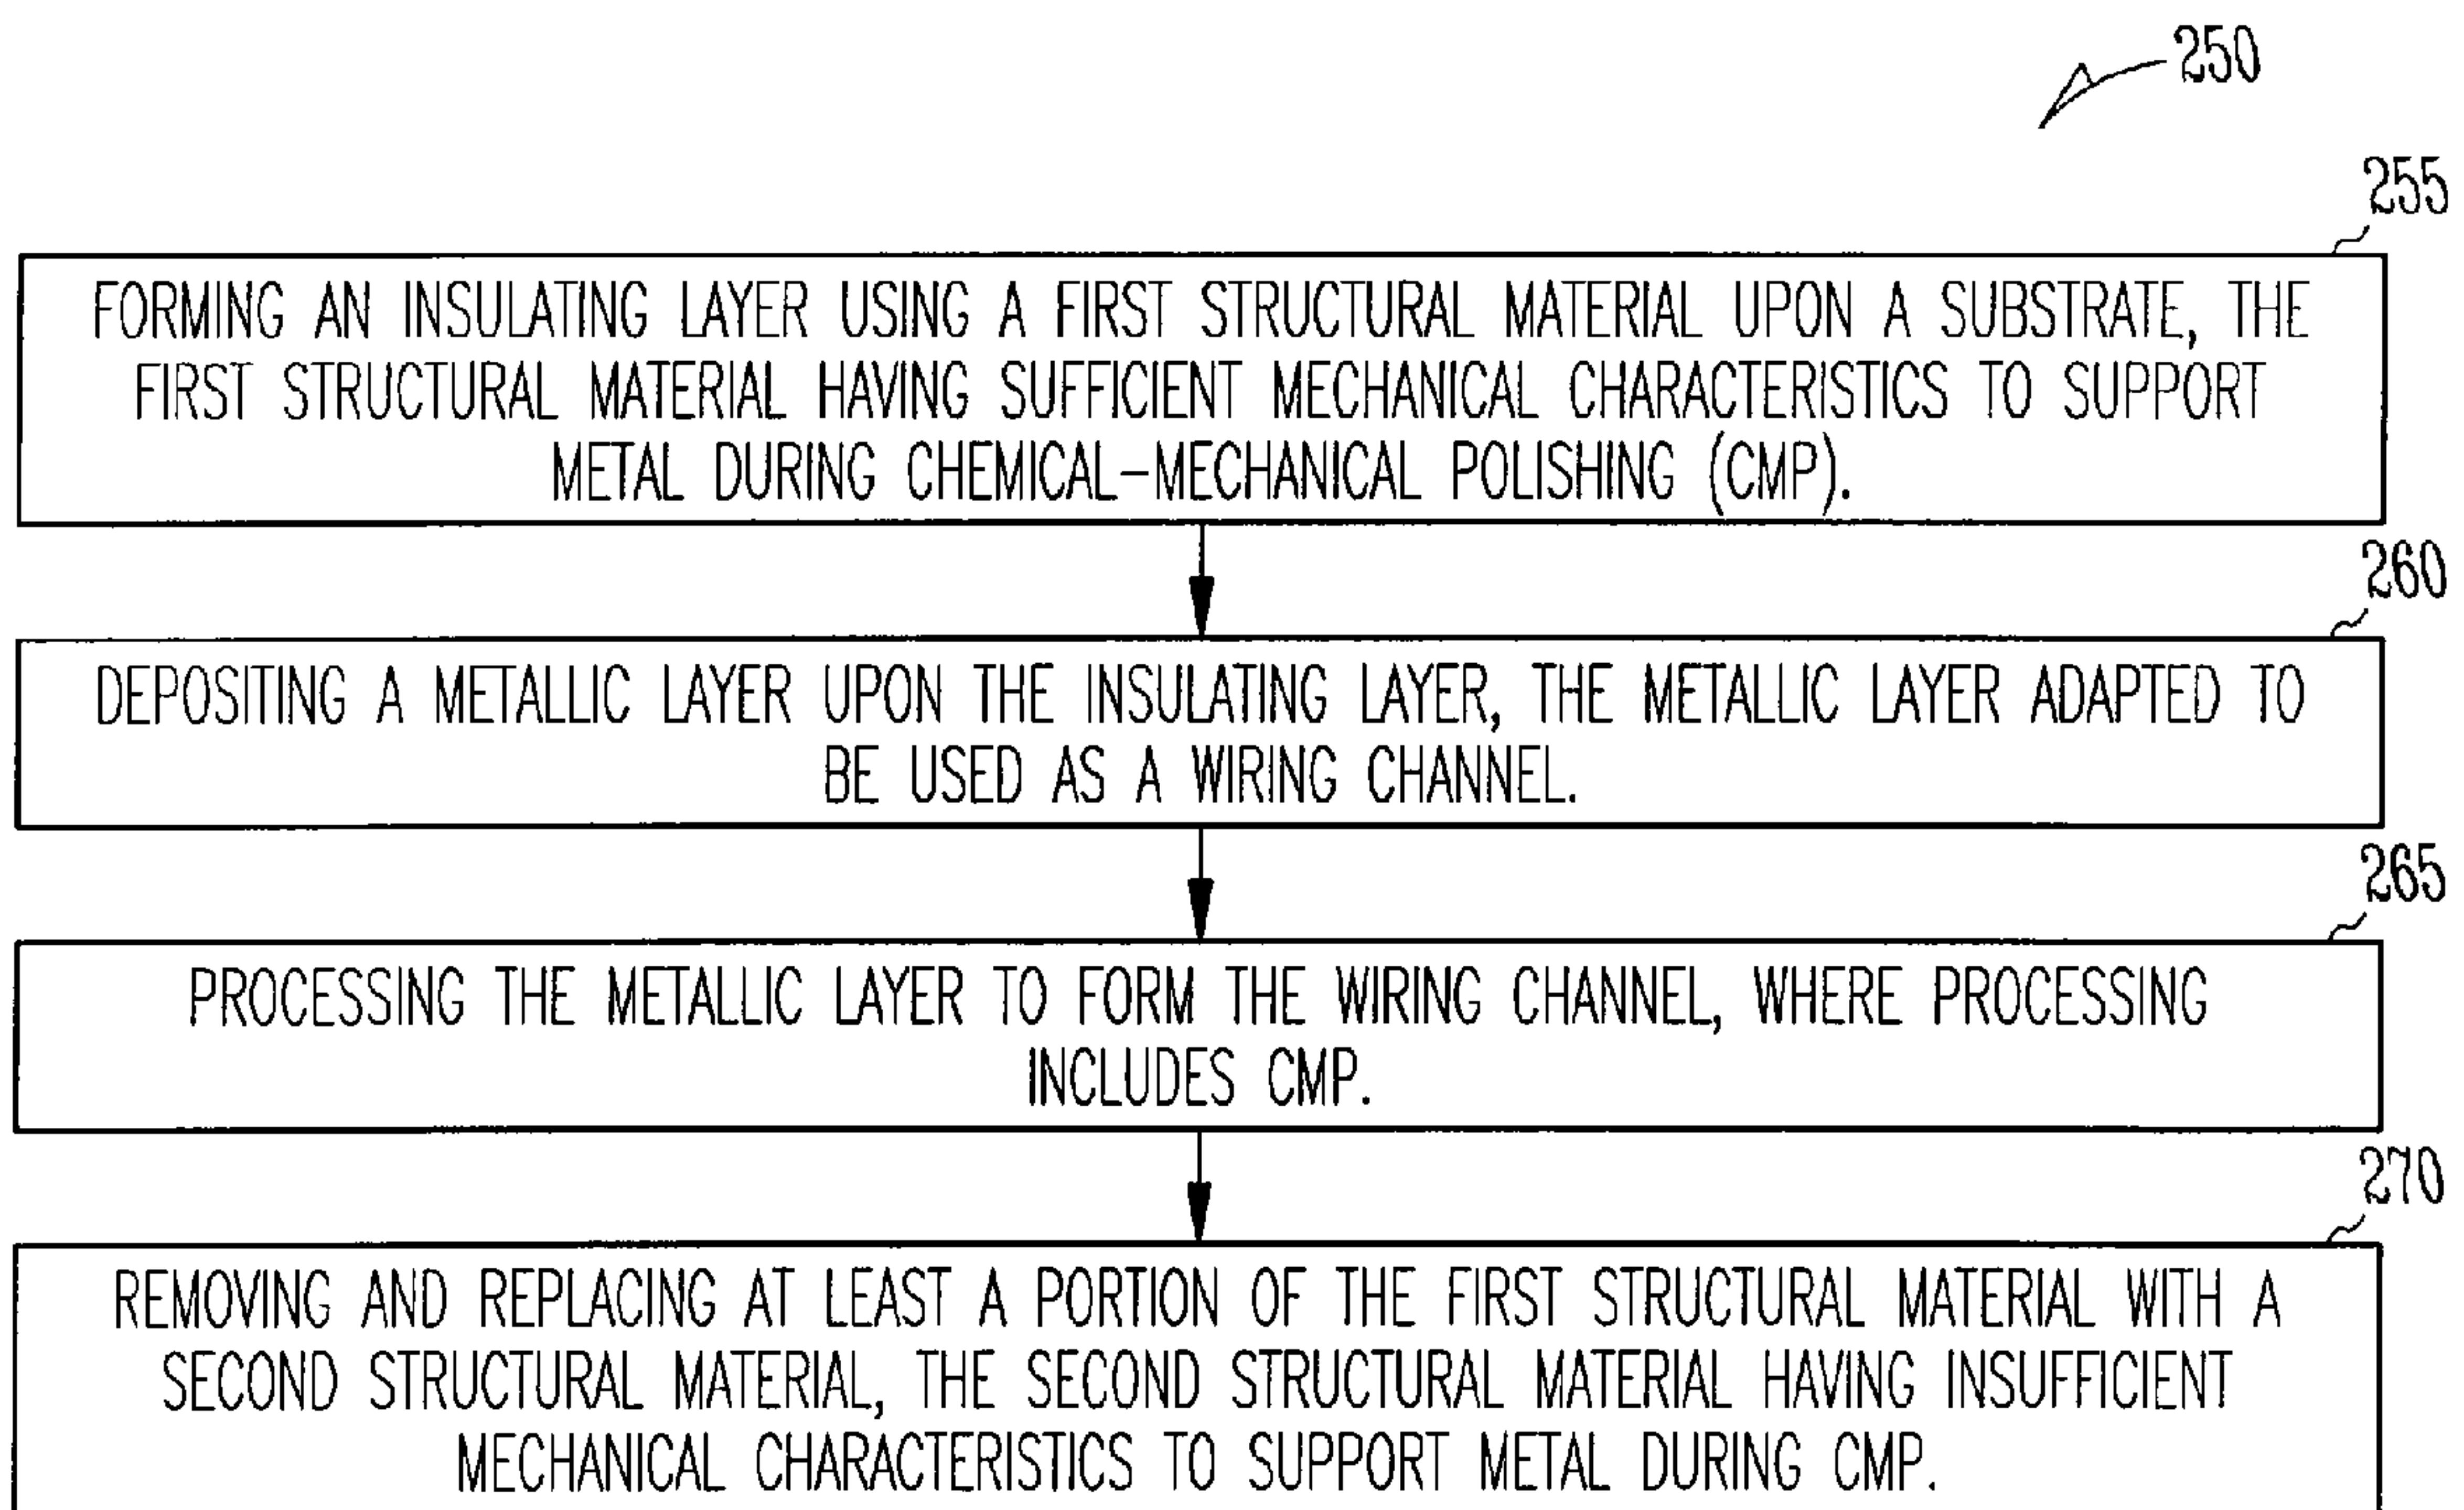 250
255
FORMING AN INSULATING LAYER USING A FIRST STRUCTURAL MATERIAL UPON A SUBSTRATE, THE
FIRST STRUCTURAL MATERIAL HAVING SUFFICIENT MECHANICAL CHARACTERISTICS TO SUPPORT
METAL DURING CHEMICAL–MECHANICAL POLISHING (CMP).
260
DEPOSITING A METALLIC LAYER UPON THE INSULATING LAYER, THE METALLIC LAYER ADAPTED TO
BE USED AS A WIRING CHANNEL.
265
PROCESSING THE METALLIC LAYER TO FORM THE WIRING CHANNEL, WHERE PROCESSING
INCLUDES CMP.
270
REMOVING AND REPLACING AT LEAST A PORTION OF THE FIRST STRUCTURAL MATERIAL WITH A
SECOND STRUCTURAL MATERIAL, THE SECOND STRUCTURAL MATERIAL HAVING INSUFFICIENT
MECHANICAL CHARACTERISTICS TO SUPPORT METAL DURING CMP.